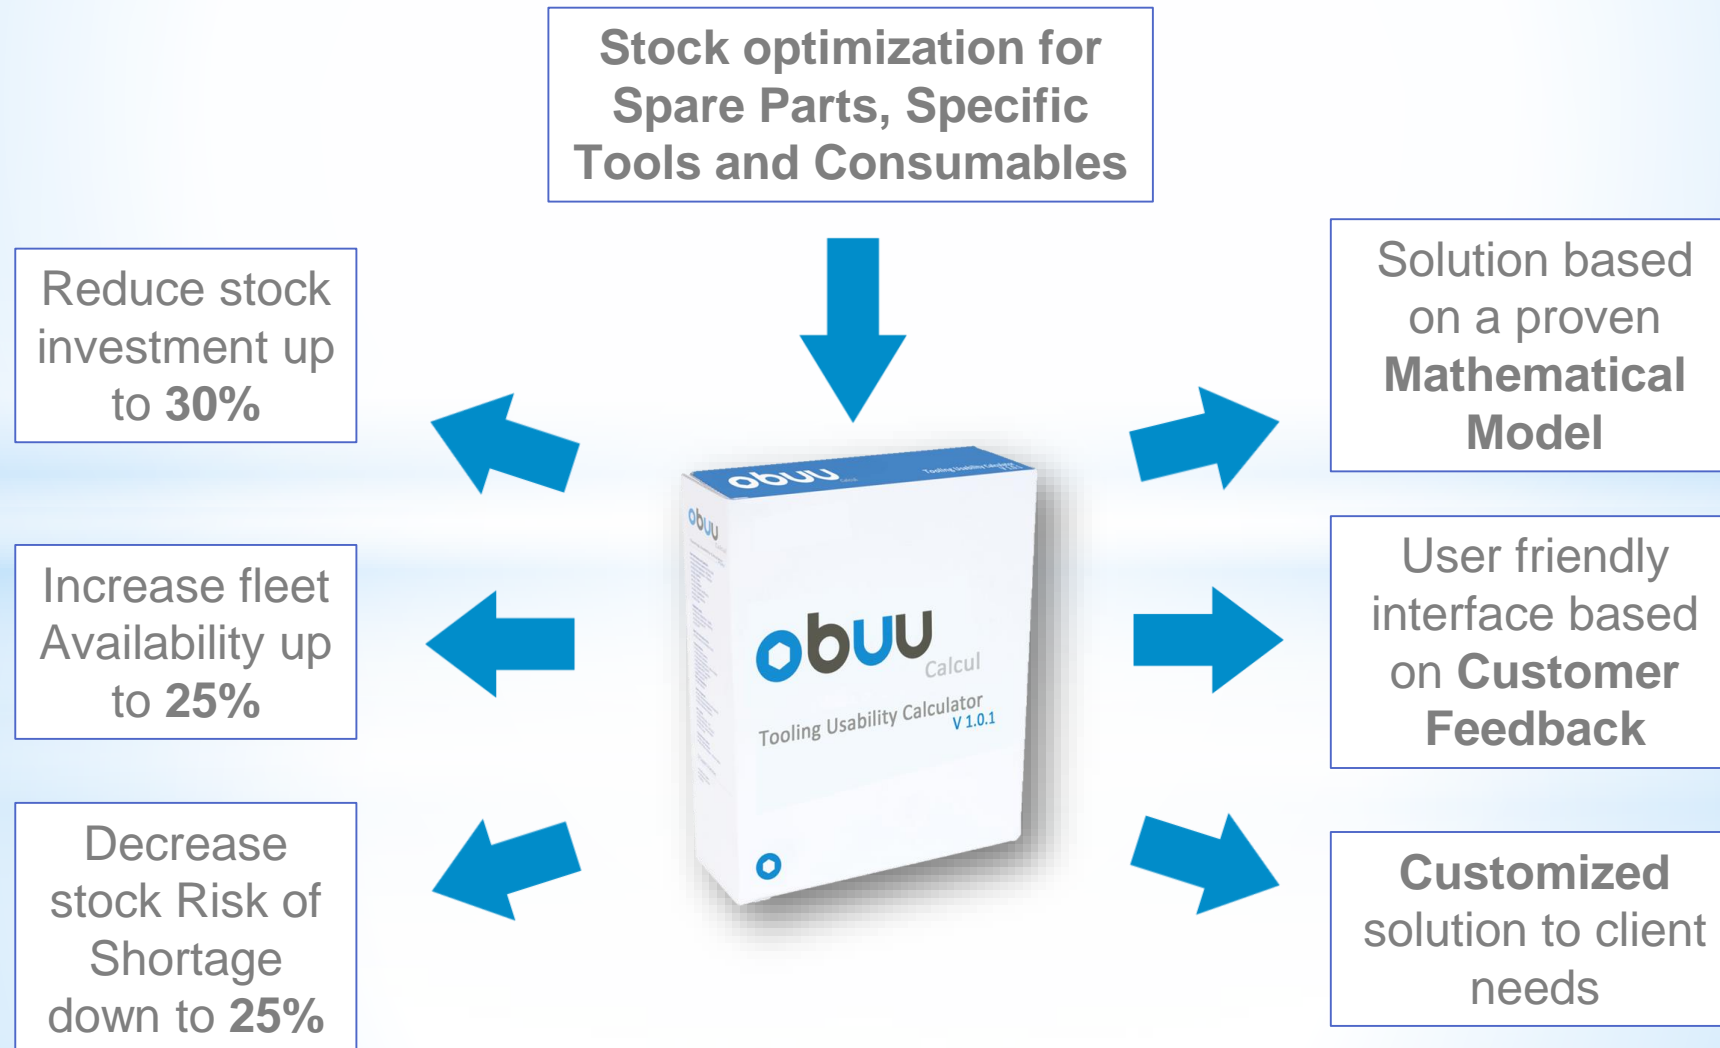 Stock optimization for
Spare Parts, Specific
Tools and Consumables
Reduce stock
investment up
to 30%
Increase fleet
Availability up
to 25%
Decrease
stock Risk of
Shortage
down to 25%
obuu
obuu
obuu
Calcul
Tooling Usability Calculator
V 1.0.1
Solution based
on a proven
Mathematical
Model
User friendly
interface based
on Customer
Feedback
Customized
solution to client
needs